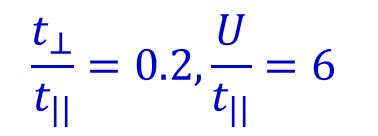 t⊥/t|| = 0.2, U/t|| = 6